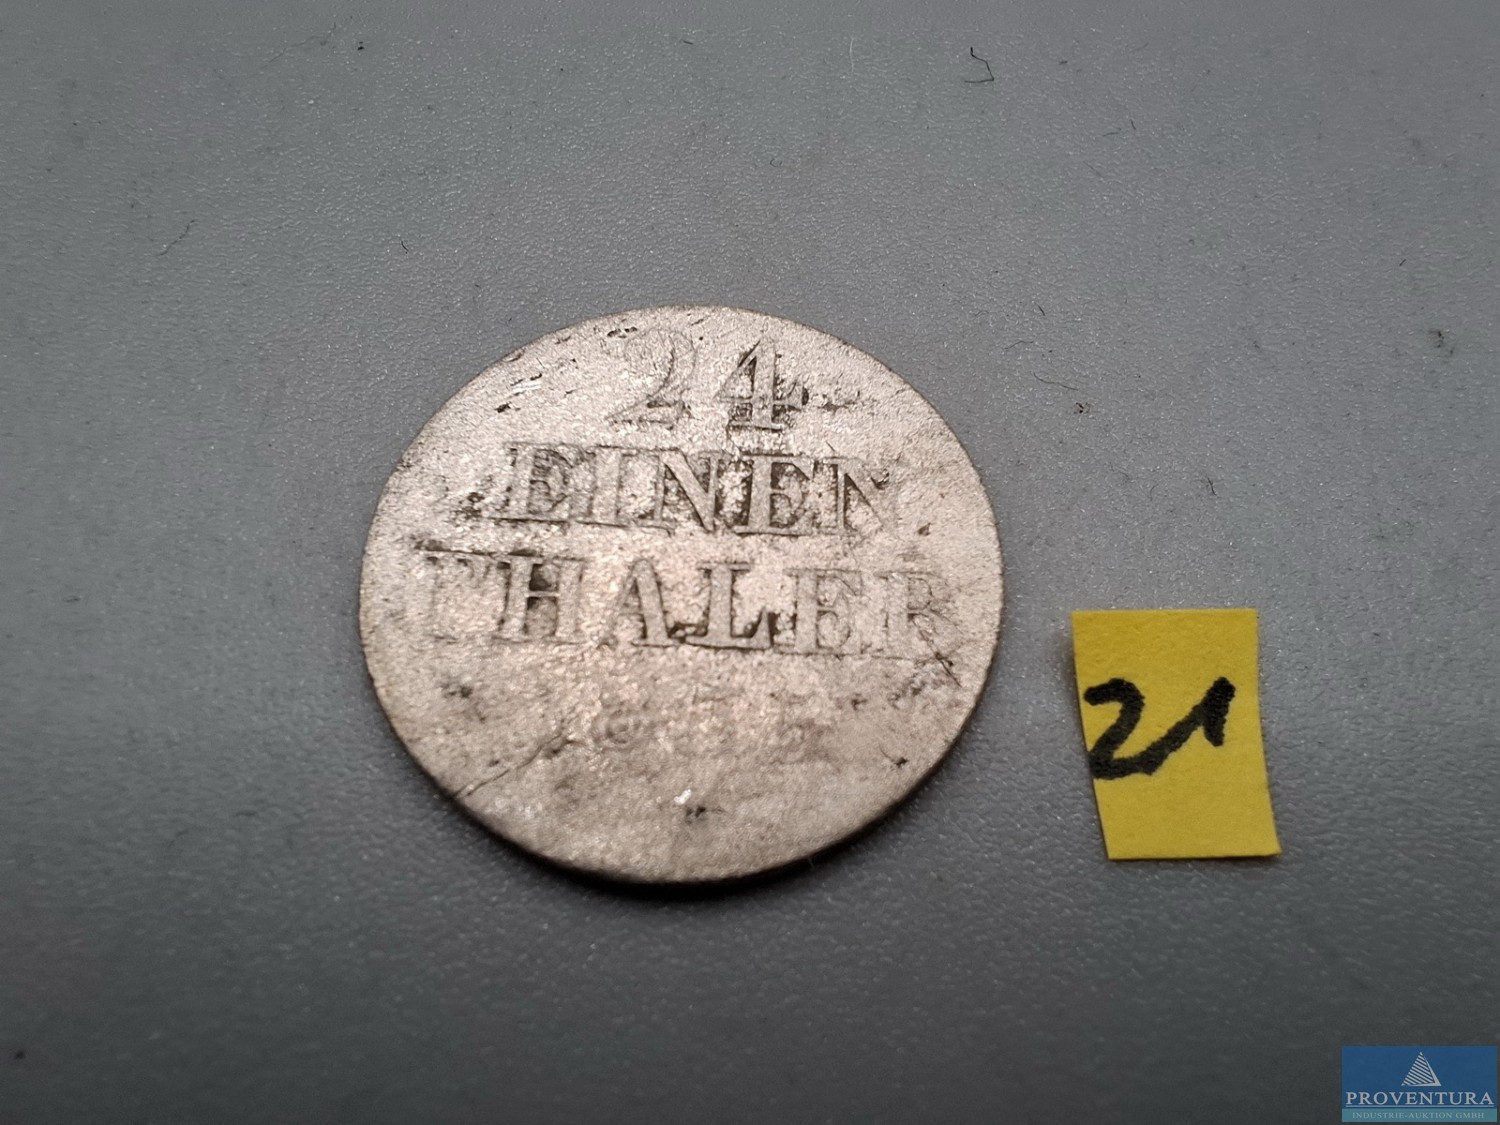 24
EINEN
THALER
21
PROVENTURA
INDUSTRIE-AUKTION GMBH